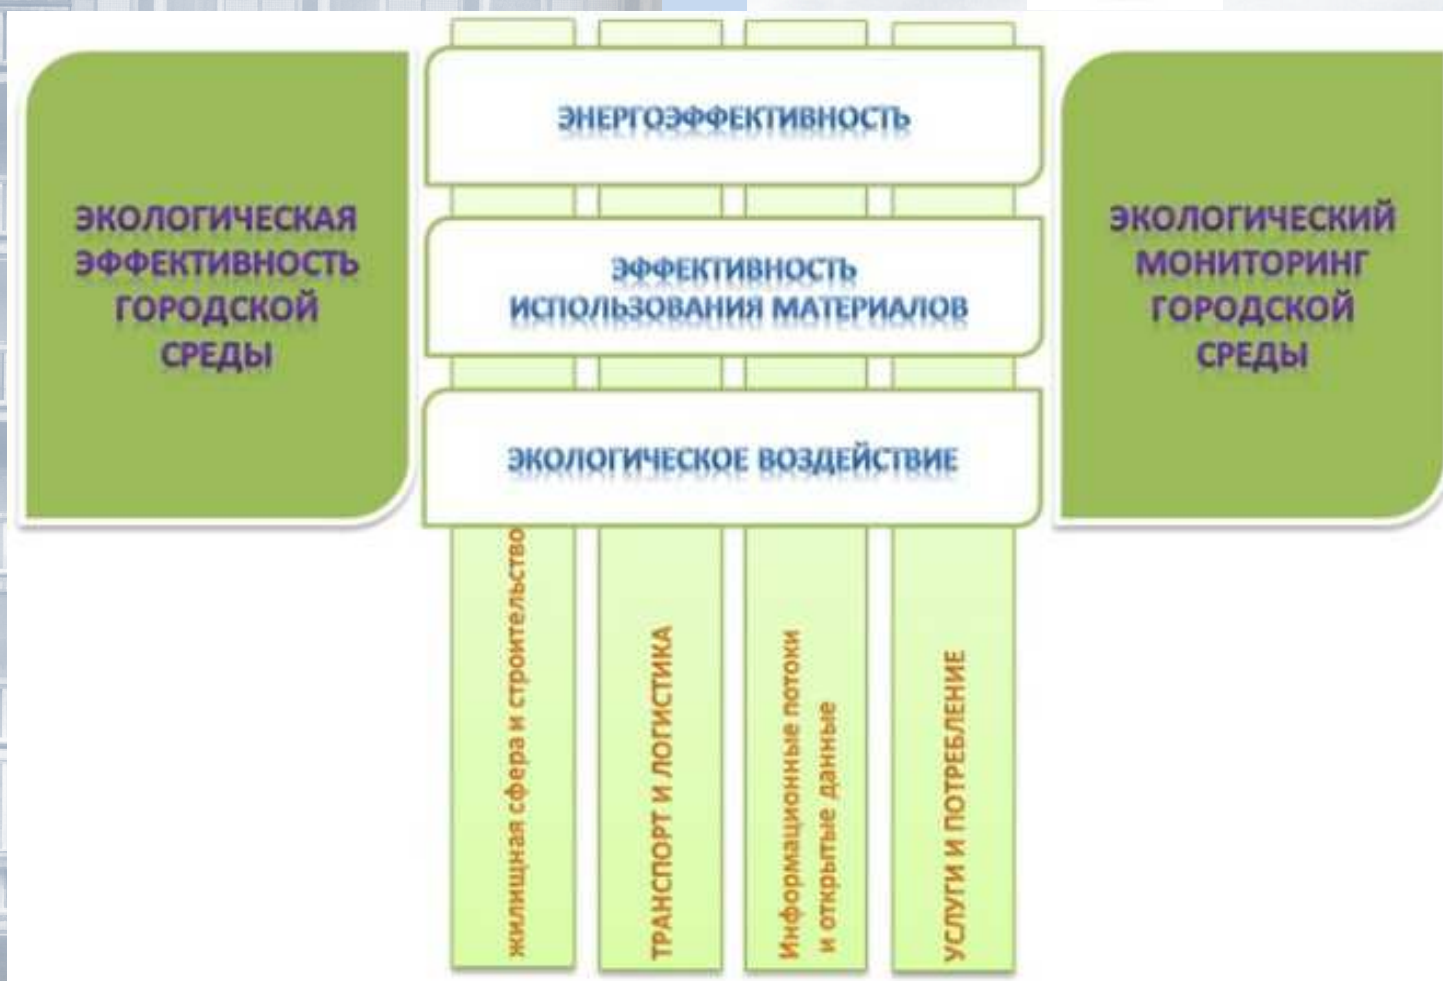 ЭКОЛОГИЧЕСКАЯ
ЭФФЕКТИВНОСТЬ
ГОРОДСКОЙ
СРЕДЫ
ЭНЕРГОЭФФЕКТИВНОСТЬ
ЭФФЕКТИВНОСТЬ
ИСПОЛЬЗОВАНИЯ МАТЕРИАЛОВ
ЭКОЛОГИЧЕСКОЕ ВОЗДЕЙСТВИЕ
ЭКОЛОГИЧЕСКИЙ
МОНИТОРИНГ
ГОРОДСКОЙ
СРЕДЫ
жилищная сфера и строительство
ТРАНСПОРТ И ЛОГИСТИКА
Информационные потоки
и открытые данные
УСЛУГИ И ПОТРЕБЛЕНИЕ